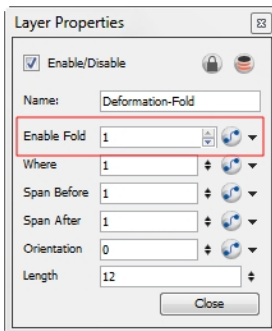 Layer Properties
Enable/Disable
Name: Deformation-Fold
Enable Fold 1
Where 1
Span Before 1
Span After 1
Orientation 0
Length 12
Close